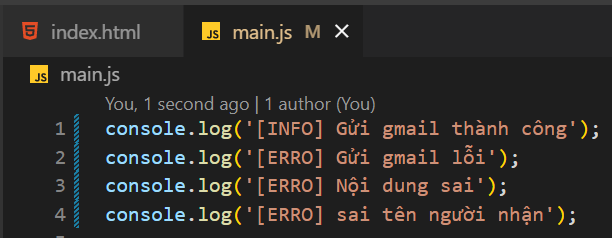 index.html
JS main.js M
JS main.js
You, 1 second ago | 1 author (You)
1 console.log('[INFO] Gửi gmail thành công');
2 console.log('[ERRO] Gửi gmail lỗi');
3 console.log('[ERRO] Nội dung sai');
4 console.log('[ERRO] sai tên người nhận');